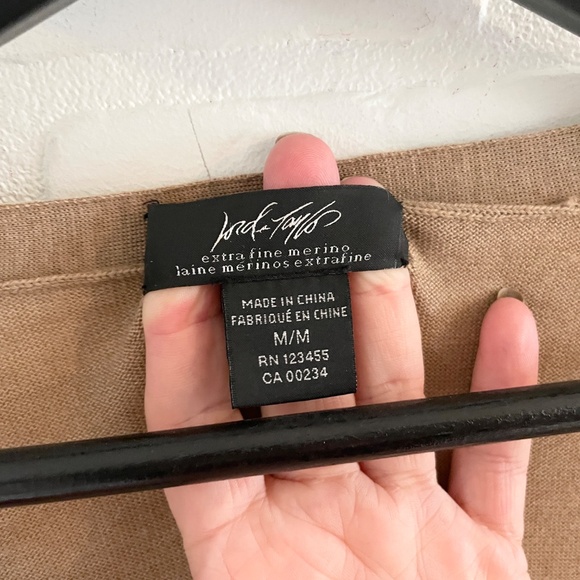 Lord & Taylor
extra fine merino
laine mérinos extrafine
MADE IN CHINA
FABRIQUÉ EN CHINE
M/M
RN 123455
CA 00234